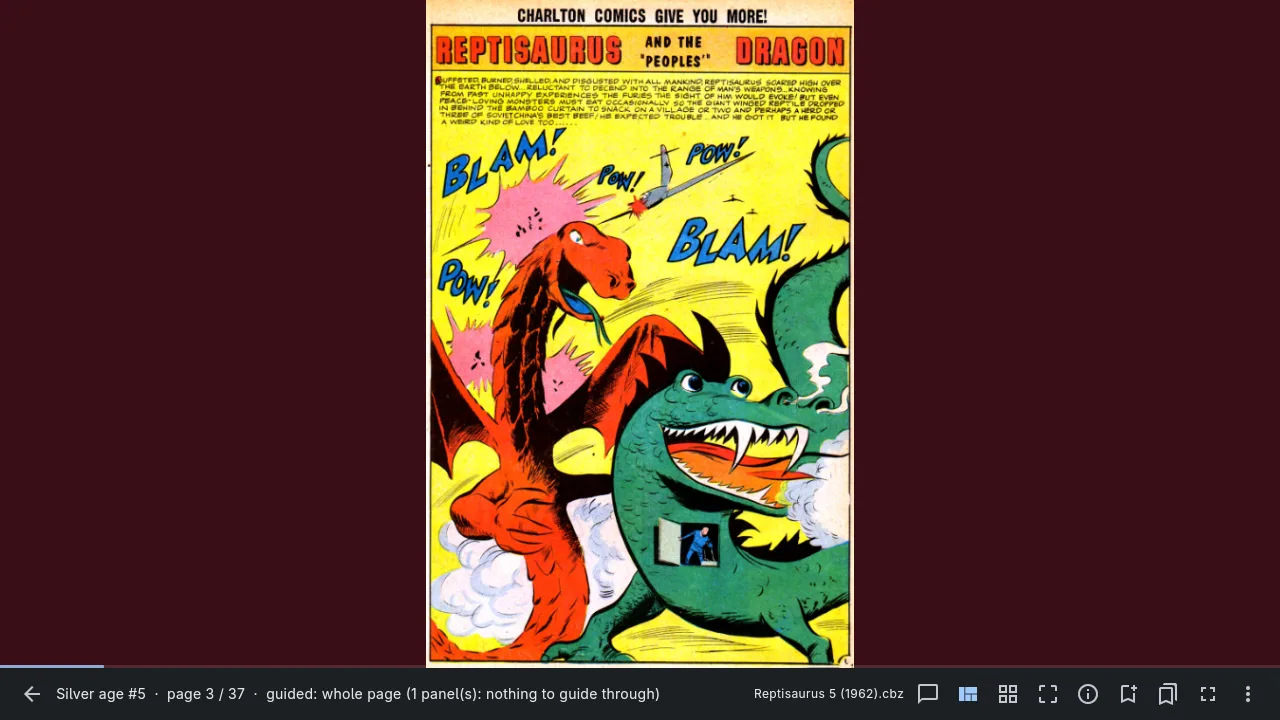 CHARLTON COMICS GIVE YOU MORE!
REPTISAURUS AND THE "PEOPLES'" DRAGON
BUFFETED, BURNED, SHELLED, AND DISGUSTED WITH ALL MANKIND, REPTISAURUS SOARED HIGH OVER
THE EARTH BELOW...RELUCTANT TO DECEND INTO THE RANGE OF MAN'S WEAPONS...KNOWING
FROM PAST UNHAPPY EXPERIENCES THE FURIES THE SIGHT OF HIM WOULD EVOKE! BUT EVEN
PEACE-LOVING MONSTERS MUST EAT OCCASIONALLY SO THE GIANT WINGED REPTILE DROPPED
IN BEHIND THE BAMBOO CURTAIN TO SNACK ON A VILLAGE OR TWO AND PERHAPS A HERD OR
THREE OF SOVIETCHINA'S BEST BEEF! HE EXPECTED TROUBLE...AND HE GOT IT BUT HE FOUND
A WEIRD KIND OF LOVE TOO......
BLAM!
POW!
POW!
BLAM!
POW!
Silver age #5 · page 3 / 37 · guided: whole page (1 panel(s): nothing to guide through)
Reptisaurus 5 (1962).cbz